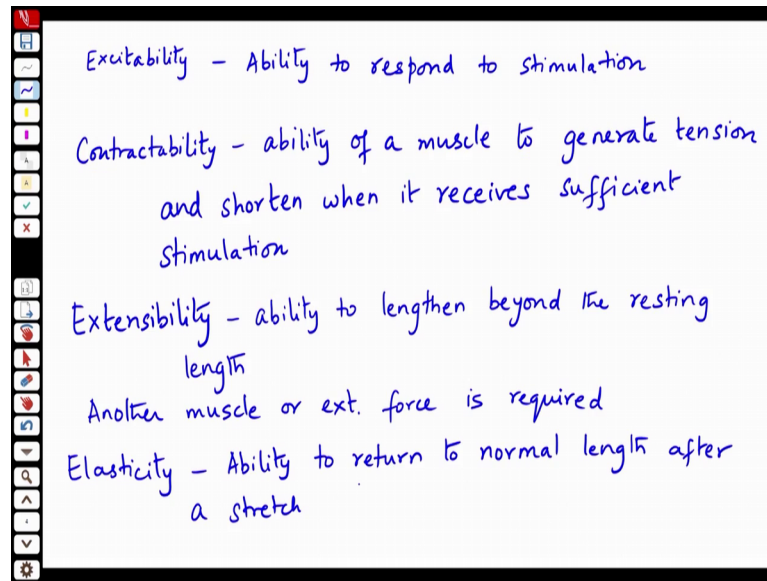 Excitability - Ability to respond to stimulation
Contractability - ability of a muscle to generate tension
and shorten when it receives sufficient
stimulation
Extensibility - ability to lengthen beyond the resting
length
Another muscle or ext. force is required
Elasticity - Ability to return to normal length after
a stretch